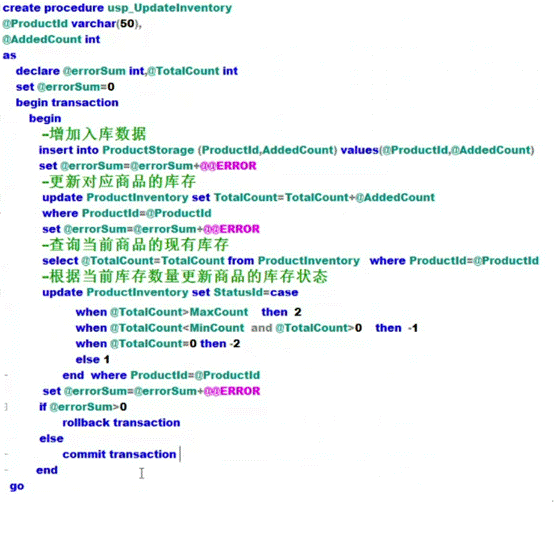 create procedure usp_UpdateInventory
@ProductId varchar(50),
@AddedCount int
as
declare @errorSum int,@TotalCount int
set @errorSum=0
begin transaction
begin
--增加入库数据
insert into ProductStorage (ProductId,AddedCount) values(@ProductId,@AddedCount)
set @errorSum=@errorSum+@@ERROR
--更新对应商品的库存
update ProductInventory set TotalCount=TotalCount+@AddedCount
where ProductId=@ProductId
set @errorSum=@errorSum+@@ERROR
--查询当前商品的现有库存
select @TotalCount=TotalCount from ProductInventory where ProductId=@ProductId
--根据当前库存数量更新商品的库存状态
update ProductInventory set StatusId=case
when @TotalCount>MaxCount then 2
when @TotalCount<MinCount and @TotalCount>0 then -1
when @TotalCount=0 then -2
else 1
end where ProductId=@ProductId
set @errorSum=@errorSum+@@ERROR
if @errorSum>0
rollback transaction
else
commit transaction
end
go